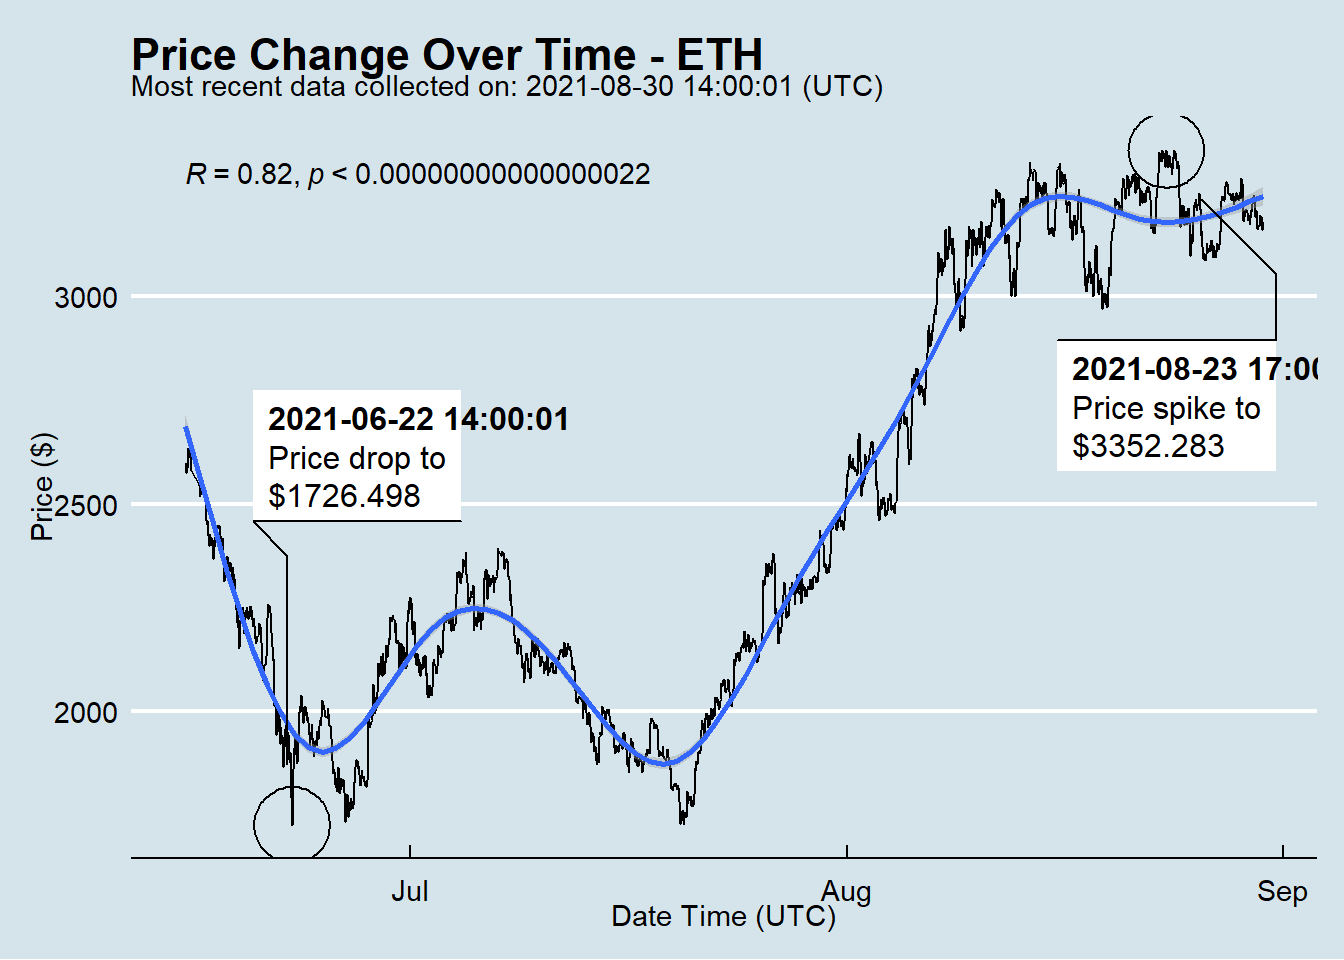 Price Change Over Time - ETH
Most recent data collected on: 2021-08-30 14:00:01 (UTC)
R = 0.82, p < 0.00000000000000022
3000
2021-08-23 17:00
Price spike to
$3352.283
2021-06-22 14:00:01
Price drop to
$1726.498
Price ($)
2500
2000
Jul
Aug
Sep
Date Time (UTC)